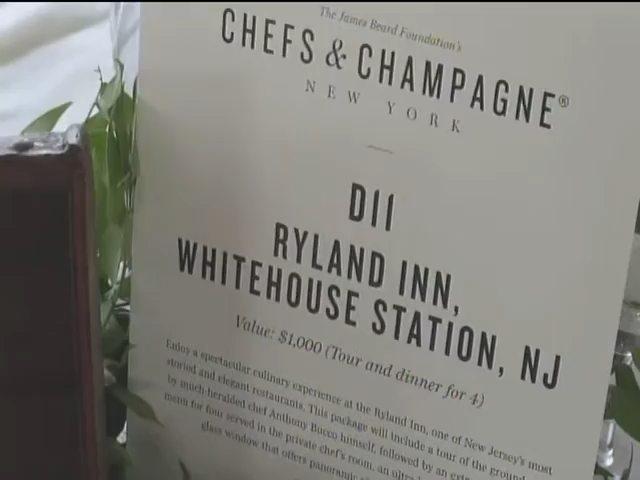 The James Beard Foundation's
CHEFS & CHAMPAGNE®
NEW YORK
D11
RYLAND INN,
WHITEHOUSE STATION, NJ
Value: $1,000 (Tour and dinner for 4)
Enjoy a spectacular culinary experience at the Ryland Inn, one of New Jersey's most
storied and elegant restaurants. This package will include a tour of the
by much-heralded chef Anthony Bucco himself, followed by an
menu for four served in the private chef's room, an
glass window that offers